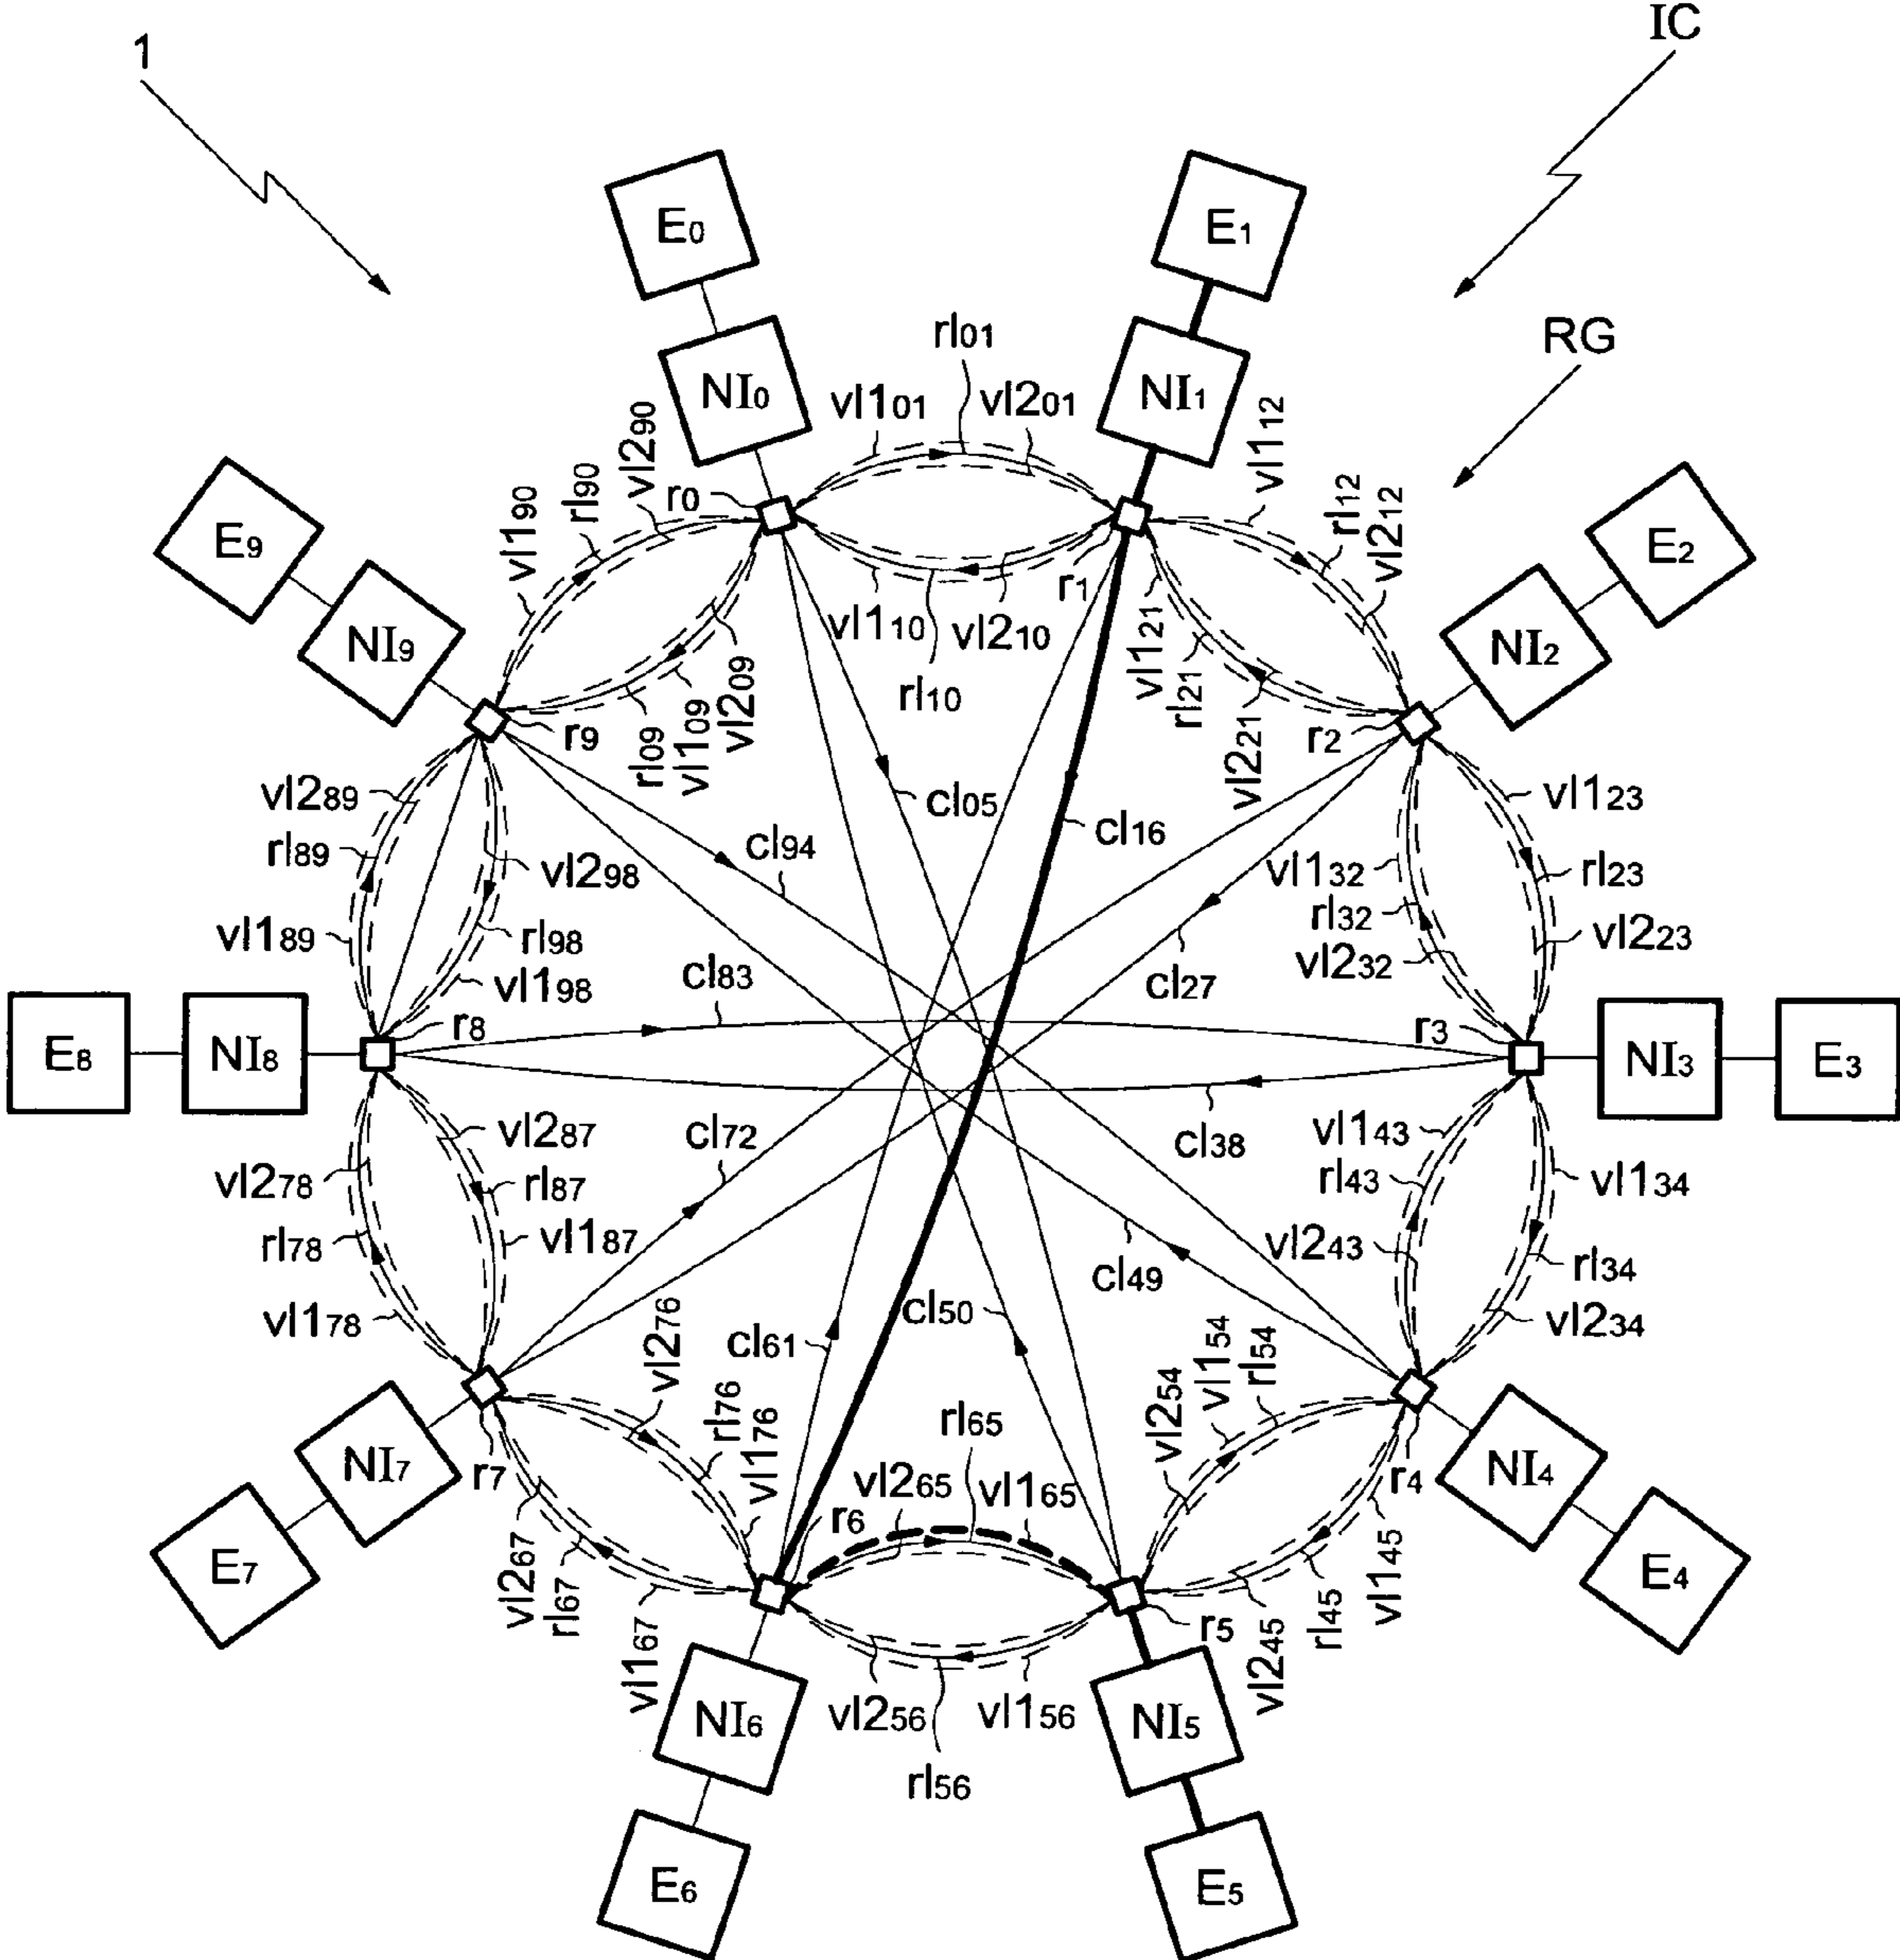 1
IC
RG
E0
E1
NI0
NI1
rl01
vl101
vl201
vl290
rl90
vl190
r0
vl112
rl12
vl212
E9
NI9
E2
NI2
r1
vl110
vl210
rl10
vl121
rl21
vl221
r9
rl09
vl109
vl209
r2
cl05
cl16
cl94
vl289
rl89
vl189
vl298
rl98
vl198
vl123
rl23
vl223
vl132
rl32
vl232
cl83
cl27
E8
NI8
r8
r3
NI3
E3
vl287
rl87
vl187
vl278
rl78
vl178
cl72
cl38
vl143
rl43
vl243
vl134
rl34
vl234
cl49
cl50
cl61
vl276
rl76
vl176
rl65
vl265
vl165
vl254
vl154
rl54
r7
r6
r4
NI7
E7
NI4
E4
vl267
rl67
vl167
r5
vl245
rl45
vl145
NI6
vl256
vl156
rl56
NI5
E6
E5